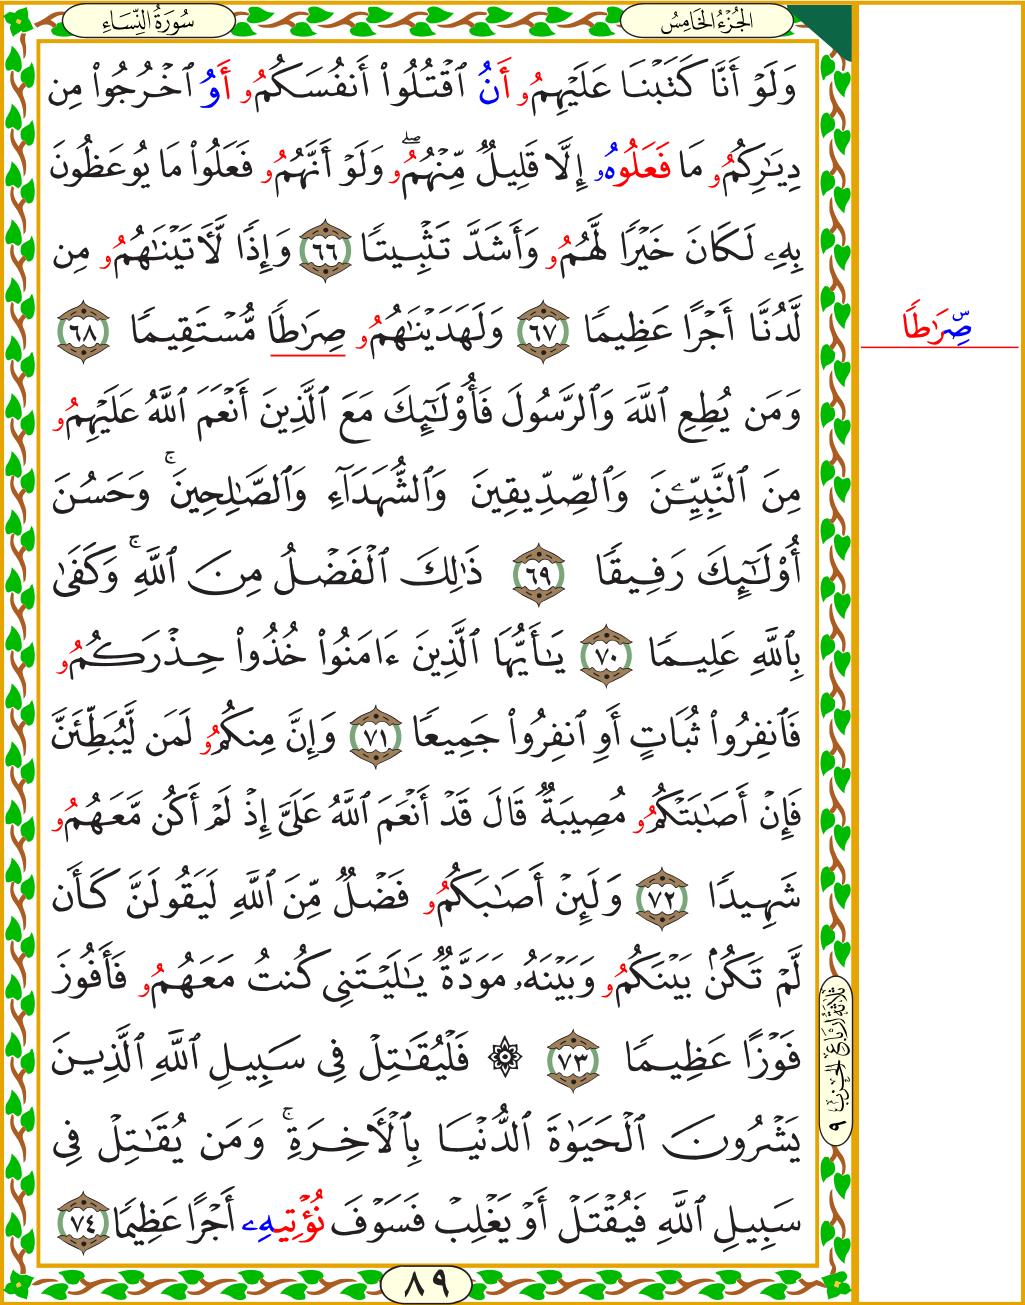 الجُزْءُ الخَامِسُ
سُورَةُ النِّسَاءِ
وَلَوْ أَنَّا كَتَبْنَا عَلَيْهِمُۥ أَنُ ٱقْتُلُوا۟ أَنفُسَكُمُۥ أَوُ ٱخْرُجُوا۟ مِن
دِيَـٰرِكُمُۥ مَا فَعَلُوهُۥ إِلَّا قَلِيلٌ مِّنْهُمُۥۖ وَلَوْ أَنَّهُمُۥ فَعَلُوا۟ مَا يُوعَظُونَ
بِهِۦ لَكَانَ خَيْرًا لَّهُمُۥ وَأَشَدَّ تَثْبِيتًا ٦٦ وَإِذًا لَّـَٔاتَيْنَـٰهُمُۥ مِن
لَّدُنَّا أَجْرًا عَظِيمًا ٦٧ وَلَهَدَيْنَـٰهُمُۥ صِرَٰطًا مُّسْتَقِيمًا ٦٨
صِّرَٰطًا
وَمَن يُطِعِ ٱللَّهَ وَٱلرَّسُولَ فَأُو۟لَـٰٓئِكَ مَعَ ٱلَّذِينَ أَنْعَمَ ٱللَّهُ عَلَيْهِمُۥ
مِنَ ٱلنَّبِيِّـۧنَ وَٱلصِّدِّيقِينَ وَٱلشُّهَدَآءِ وَٱلصَّـٰلِحِينَۚ وَحَسُنَ
أُو۟لَـٰٓئِكَ رَفِيقًا ٦٩ ذَٰلِكَ ٱلْفَضْلُ مِنَ ٱللَّهِۚ وَكَفَىٰ
بِٱللَّهِ عَلِيمًا ٧٠ يَـٰٓأَيُّهَا ٱلَّذِينَ ءَامَنُوا۟ خُذُوا۟ حِذْرَكُمُۥ
فَٱنفِرُوا۟ ثُبَاتٍ أَوِ ٱنفِرُوا۟ جَمِيعًا ٧١ وَإِنَّ مِنكُمُۥ لَمَن لَّيُبَطِّئَنَّ
فَإِنْ أَصَـٰبَتْكُمُۥ مُصِيبَةٌ قَالَ قَدْ أَنْعَمَ ٱللَّهُ عَلَىَّ إِذْ لَمْ أَكُن مَّعَهُمُۥ
شَهِيدًا ٧٢ وَلَئِنْ أَصَـٰبَكُمُۥ فَضْلٌ مِّنَ ٱللَّهِ لَيَقُولَنَّ كَأَن
لَّمْ تَكُنۢ بَيْنَكُمُۥ وَبَيْنَهُۥ مَوَدَّةٌ يَـٰلَيْتَنِى كُنتُ مَعَهُمُۥ فَأَفُوزَ
فَوْزًا عَظِيمًا ٧٣ ۞ فَلْيُقَـٰتِلْ فِى سَبِيلِ ٱللَّهِ ٱلَّذِينَ
يَشْرُونَ ٱلْحَيَوٰةَ ٱلدُّنْيَا بِٱلْـَٔاخِرَةِۚ وَمَن يُقَـٰتِلْ فِى
سَبِيلِ ٱللَّهِ فَيُقْتَلْ أَوْ يَغْلِبْ فَسَوْفَ نُؤْتِيهِۦ أَجْرًا عَظِيمًا ٧٤
ثلاثة أرباع الحزب ٩
٨٩